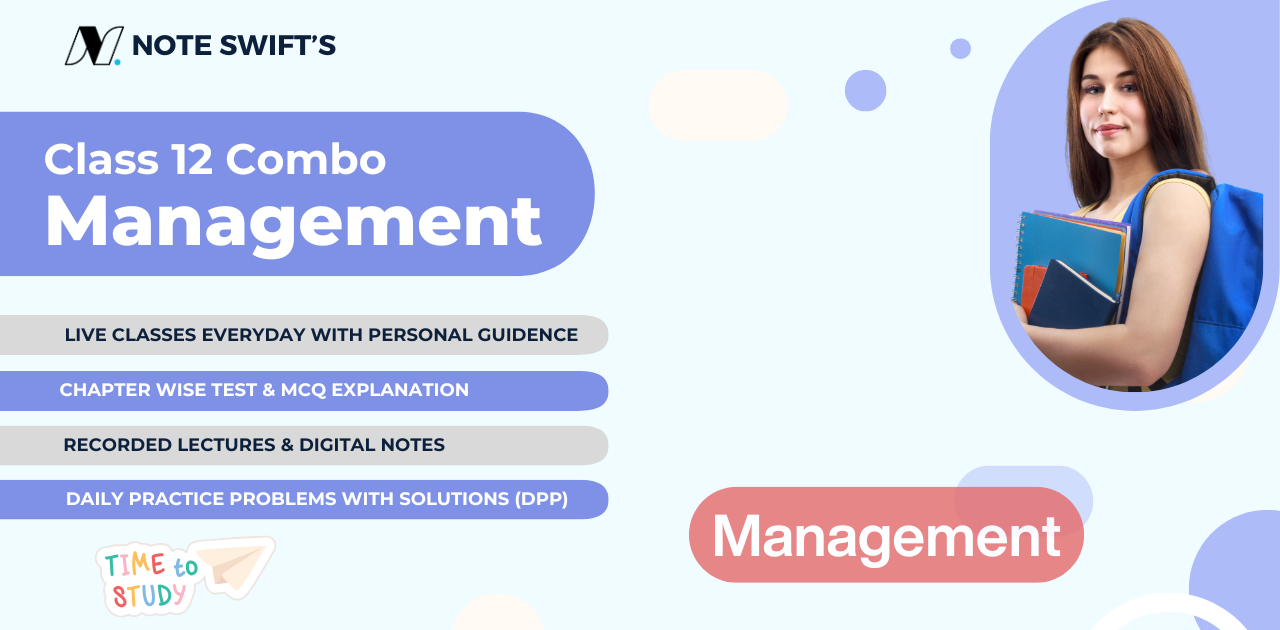 NOTE SWIFT'S
Class 12 Combo
Management
LIVE CLASSES EVERYDAY WITH PERSONAL GUIDENCE
CHAPTER WISE TEST & MCQ EXPLANATION
RECORDED LECTURES & DIGITAL NOTES
DAILY PRACTICE PROBLEMS WITH SOLUTIONS (DPP)
TIME to
STUDY
Management